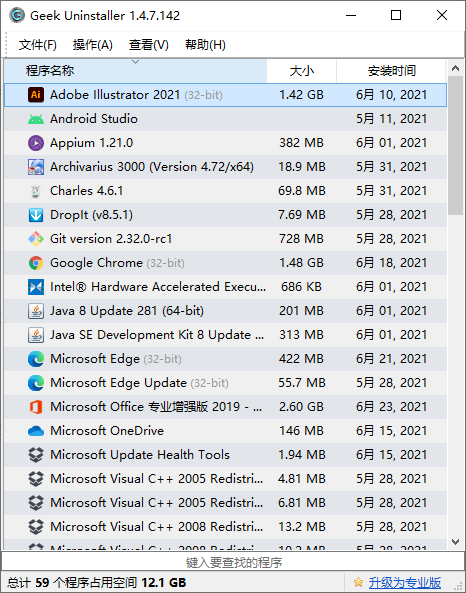 Geek Uninstaller 1.4.7.142
文件(F) 操作(A) 查看(V) 帮助(H)
程序名称 大小 安装时间
Adobe Illustrator 2021 (32-bit) 1.42 GB 6月 10, 2021
Android Studio 5月 11, 2021
Appium 1.21.0 382 MB 6月 01, 2021
Archivarius 3000 (Version 4.72/x64) 18.9 MB 5月 31, 2021
Charles 4.6.1 69.8 MB 5月 31, 2021
DropIt (v8.5.1) 7.69 MB 5月 28, 2021
Git version 2.32.0-rc1 728 MB 5月 28, 2021
Google Chrome (32-bit) 1.48 GB 6月 18, 2021
Intel® Hardware Accelerated Execu... 686 KB 6月 01, 2021
Java 8 Update 281 (64-bit) 201 MB 6月 01, 2021
Java SE Development Kit 8 Update ... 313 MB 6月 01, 2021
Microsoft Edge (32-bit) 422 MB 6月 21, 2021
Microsoft Edge Update (32-bit) 55.7 MB 5月 28, 2021
Microsoft Office 专业增强版 2019 - ... 2.60 GB 6月 23, 2021
Microsoft OneDrive 146 MB 6月 15, 2021
Microsoft Update Health Tools 1.94 MB 6月 15, 2021
Microsoft Visual C++ 2005 Redistri... 4.81 MB 5月 28, 2021
Microsoft Visual C++ 2005 Redistri... 6.81 MB 5月 28, 2021
Microsoft Visual C++ 2008 Redistri... 13.2 MB 5月 28, 2021
Microsoft Visual C++ 2008 Redistri... 10.2 MB 5月 28, 2021
键入要查找的程序
总计 59 个程序占用空间 12.1 GB 升级为专业版